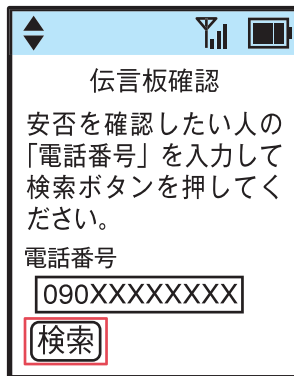 伝言板確認
安否を確認したい人の
「電話番号」を入力して
検索ボタンを押してく
ださい。
電話番号
090XXXXXXXX
検索